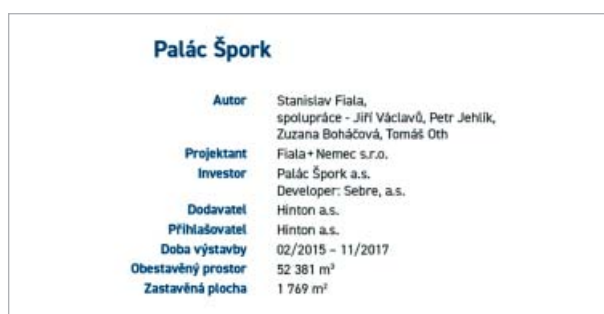 Palác Špork
Autor Stanislav Fiala,
spolupráce - Jiří Václavů, Petr Jehlík,
Zuzana Boháčová, Tomáš Oth
Projektant Fiala+Nemec s.r.o.
Investor Palác Špork a.s.
Developer: Sebre, a.s.
Dodavatel Hinton a.s.
Přihlašovatel Hinton a.s.
Doba výstavby 02/2015 – 11/2017
Obestavěný prostor 52 381 m³
Zastavěná plocha 1 769 m²